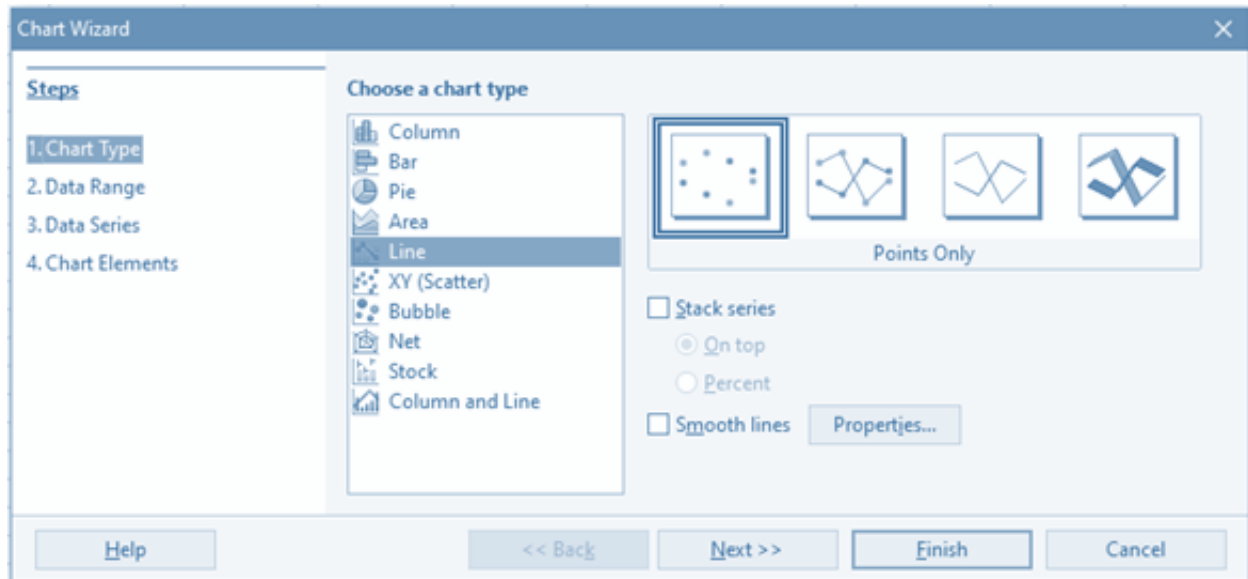 Chart Wizard
Steps
1. Chart Type
2. Data Range
3. Data Series
4. Chart Elements
Choose a chart type
Column
Bar
Pie
Area
Line
XY (Scatter)
Bubble
Net
Stock
Column and Line
Points Only
Stack series
On top
Percent
Smooth lines
Properties...
Help
<< Back
Next >>
Finish
Cancel